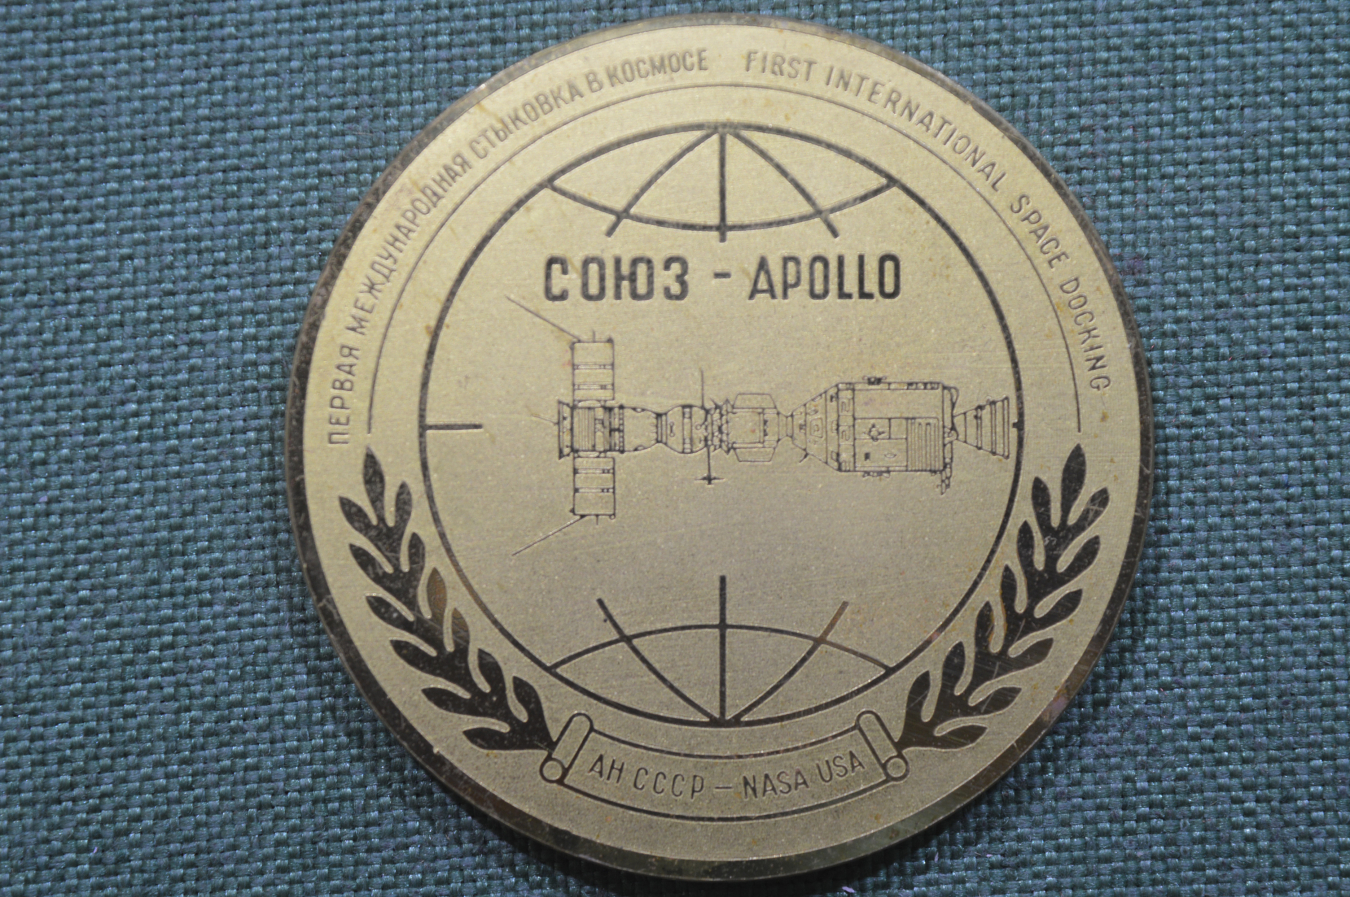 ПЕРВАЯ МЕЖДУНАРОДНАЯ СТЫКОВКА В КОСМОСЕ FIRST INTERNATIONAL SPACE DOCKING
СОЮЗ - APOLLO
АН СССР – NASA USA